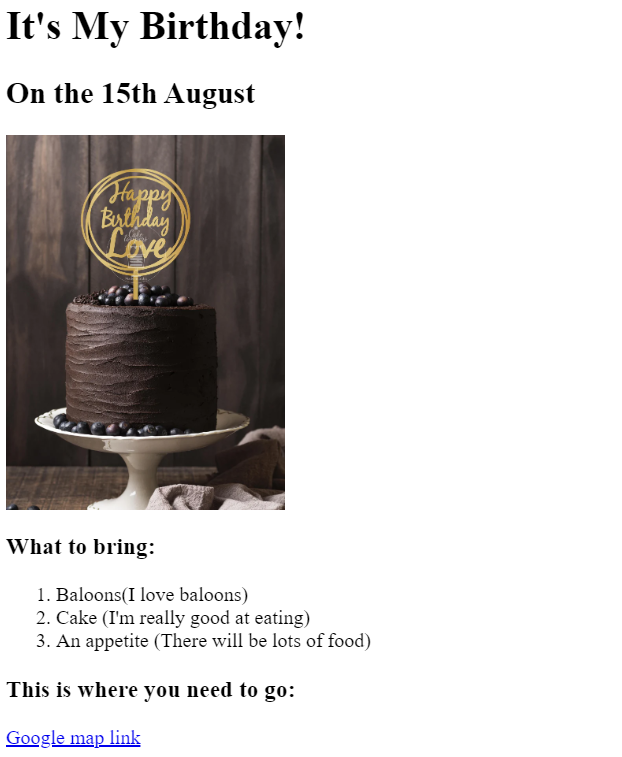 It's My Birthday!
On the 15th August
Happy
Birthday
Love
What to bring:
1. Baloons(I love baloons)
2. Cake (I'm really good at eating)
3. An appetite (There will be lots of food)
This is where you need to go:
Google map link